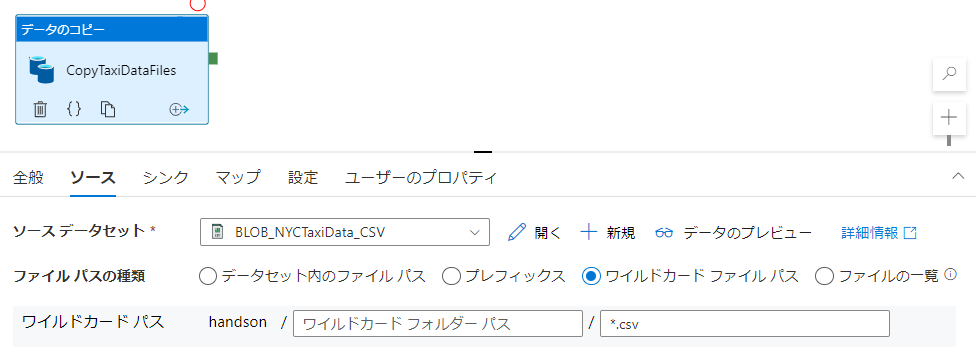 データのコピー
CopyTaxiDataFiles
全般 ソース シンク マップ 設定 ユーザーのプロパティ
ソース データセット * BLOB_NYCTaxiData_CSV 開く 新規 データのプレビュー 詳細情報
ファイル パスの種類 データセット内のファイル パス プレフィックス ワイルドカード ファイル パス ファイルの一覧
ワイルドカード パス handson / ワイルドカード フォルダー パス / *.csv